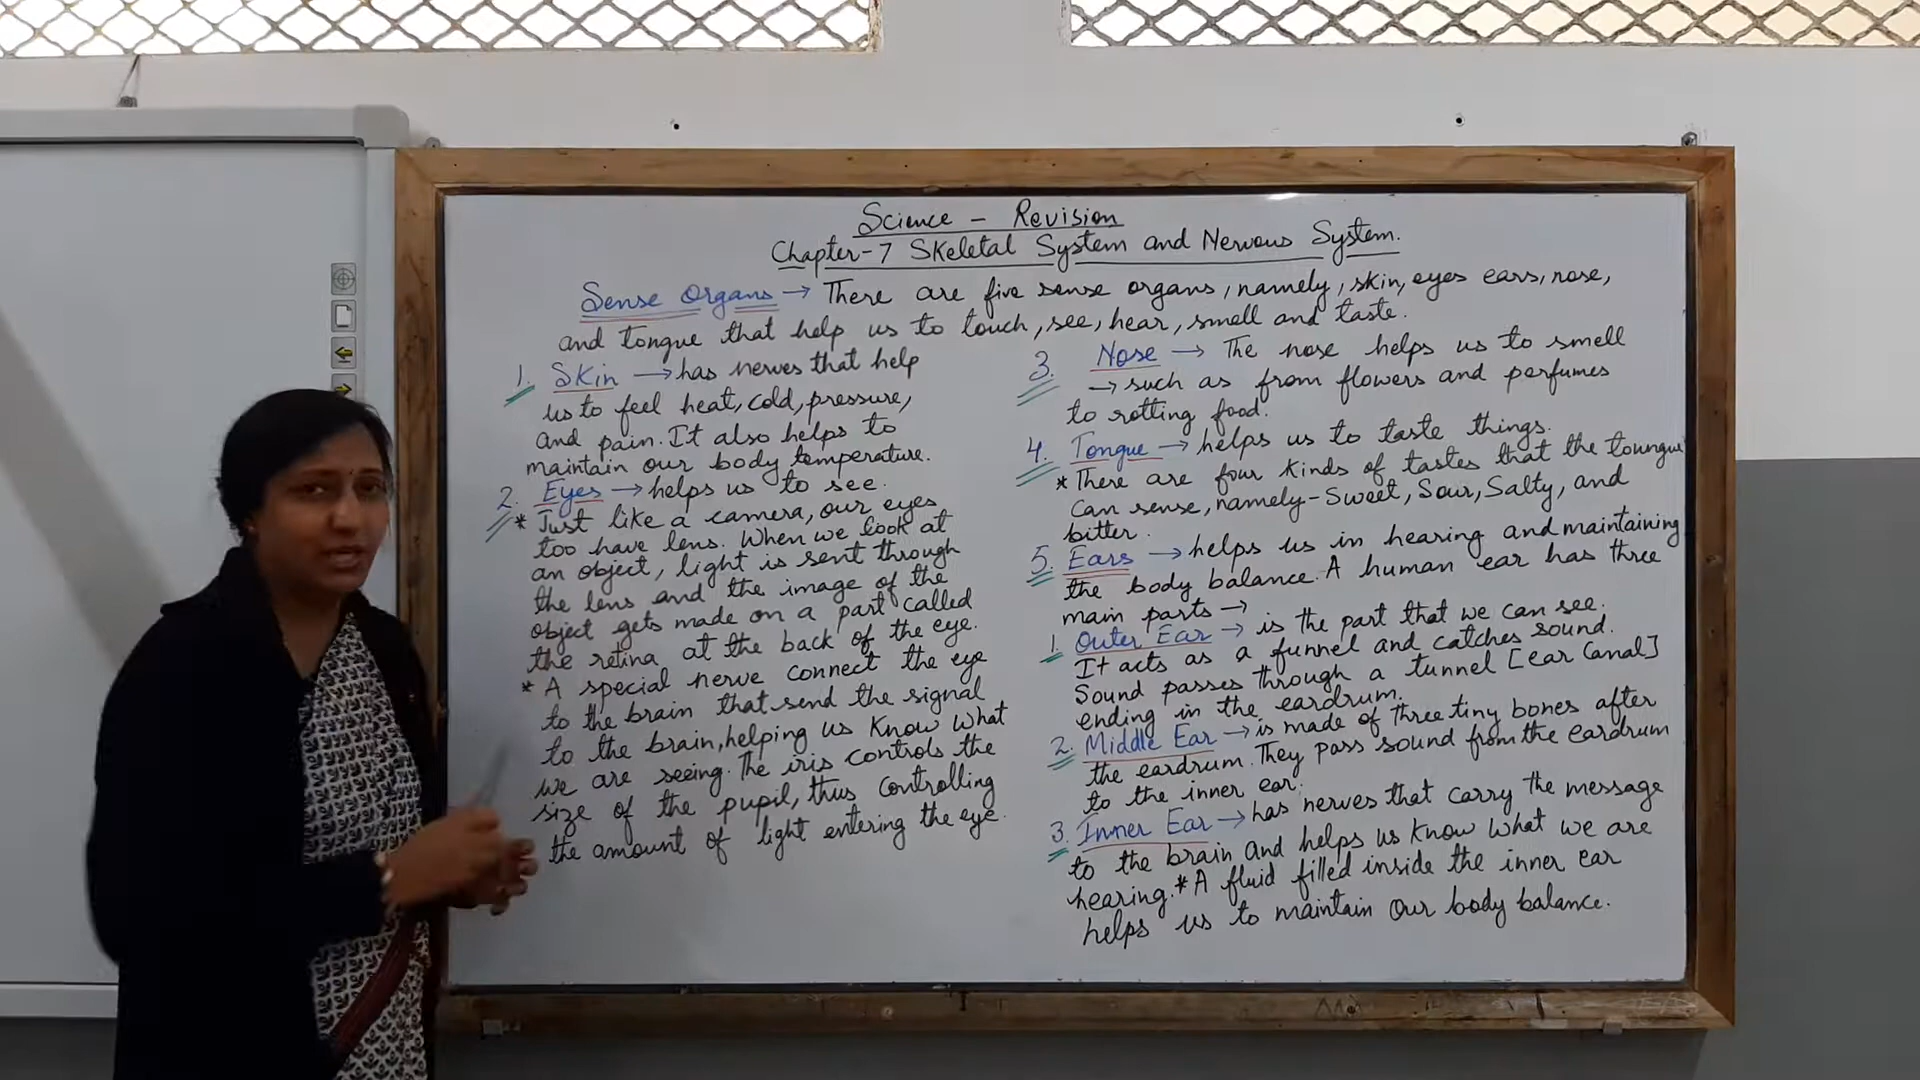 Science - Revision
Chapter-7 Skeletal System and Nervous System.
Sense Organs → There are five sense organs, namely, skin, eyes ears, nose,
and tongue that help us to touch, see, hear, smell and taste.
1. Skin → has nerves that help
us to feel heat, cold, pressure,
and pain. It also helps to
maintain our body temperature.
2. Eyes → helps us to see.
* Just like a camera, our eyes
too have lens. When we look at
an object, light is sent through
the lens and the image of the
object gets made on a part called
the retina at the back of the eye.
* A special nerve connect the eye
to the brain that send the signal
to the brain, helping us know what
we are seeing. The iris controls the
size of the pupil, thus controlling
the amount of light entering the eye.
3. Nose → The nose helps us to smell
→ such as from flowers and perfumes
to rotting food.
4. Tongue → helps us to taste things.
* There are four kinds of tastes that the toungue
can sense, namely - Sweet, Sour, Salty, and
bitter.
5. Ears → helps us in hearing and maintaining
the body balance. A human ear has three
main parts →
1. Outer Ear → is the part that we can see.
It acts as a funnel and catches sound.
Sound passes through a tunnel [ear canal]
ending in the eardrum.
2. Middle Ear → is made of three tiny bones after
the eardrum. They pass sound from the eardrum
to the inner ear.
3. Inner Ear → has nerves that carry the message
to the brain and helps us know what we are
hearing. * A fluid filled inside the inner ear
helps us to maintain our body balance.